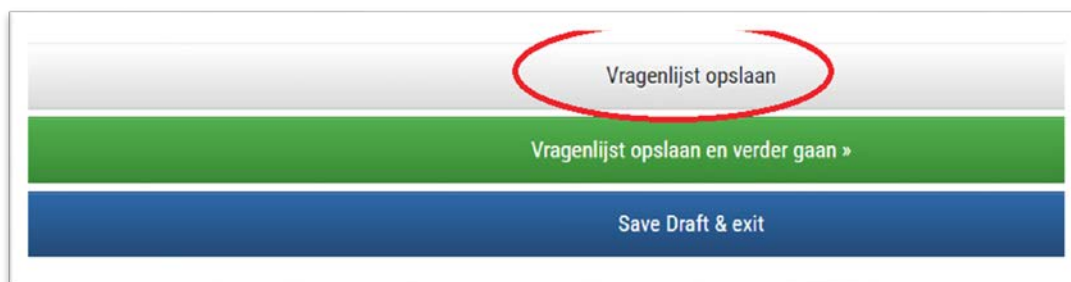 Vragenlijst opslaan
Vragenlijst opslaan en verder gaan »
Save Draft & exit